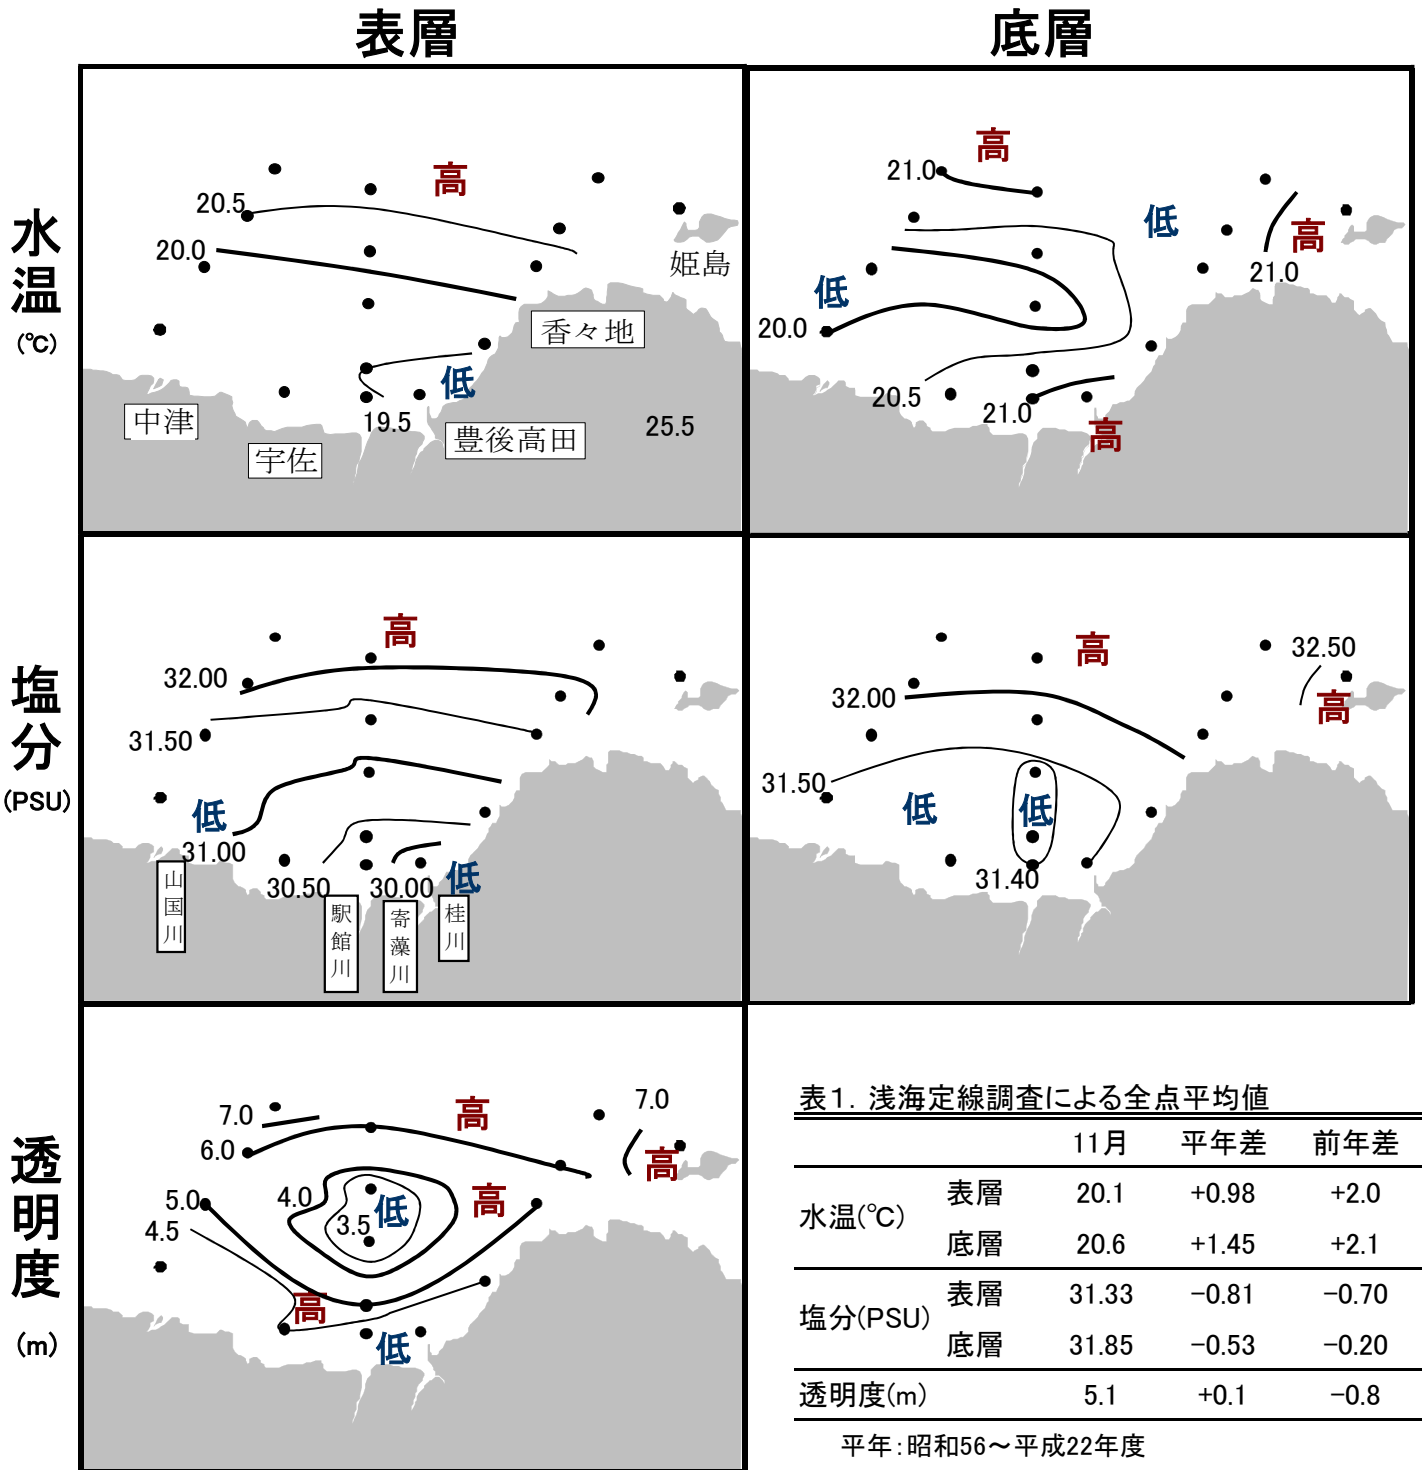 表層
底層
水温
(℃)
高
20.5
20.0
姫島
香々地
低
19.5
中津
宇佐
豊後高田
25.5
高
21.0
低
高
21.0
低
20.0
20.5
21.0
高
塩分
(PSU)
高
32.00
31.50
低
31.00
30.50
30.00
低
山国川
駅館川
寄藻川
桂川
高
32.50
高
32.00
31.50
低
低
31.40
透明度
(m)
7.0
高
7.0
6.0
高
5.0
4.0
高
4.5
3.5
低
高
低
表1. 浅海定線調査による全点平均値
11月 平年差 前年差
水温(℃) 表層 20.1 +0.98 +2.0
底層 20.6 +1.45 +2.1
塩分(PSU) 表層 31.33 −0.81 −0.70
底層 31.85 −0.53 −0.20
透明度(m) 5.1 +0.1 −0.8
平年:昭和56～平成22年度